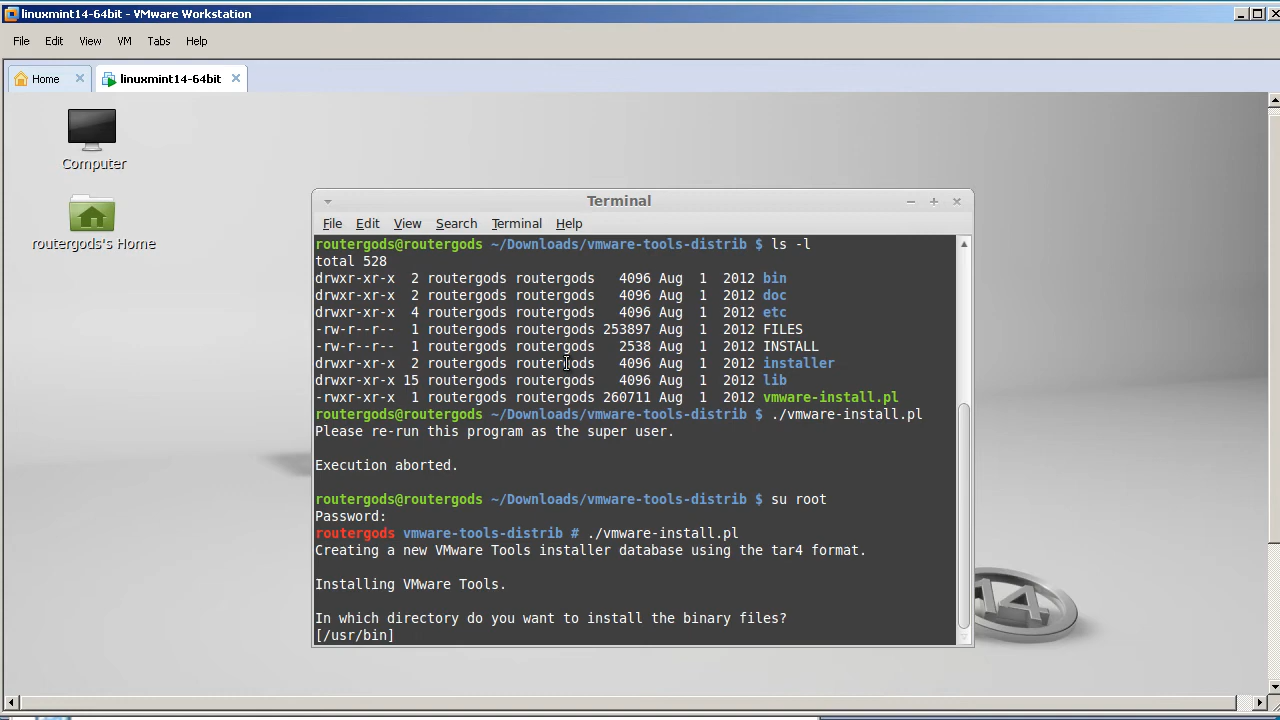 linuxmint14-64bit - VMware Workstation
File Edit View VM Tabs Help
Home linuxmint14-64bit
Computer
routergods's Home
Terminal
File Edit View Search Terminal Help
routergods@routergods ~/Downloads/vmware-tools-distrib $ ls -l
total 528
drwxr-xr-x 2 routergods routergods 4096 Aug 1 2012 bin
drwxr-xr-x 2 routergods routergods 4096 Aug 1 2012 doc
drwxr-xr-x 4 routergods routergods 4096 Aug 1 2012 etc
-rw-r--r-- 1 routergods routergods 253897 Aug 1 2012 FILES
-rw-r--r-- 1 routergods routergods 2538 Aug 1 2012 INSTALL
drwxr-xr-x 2 routergods routergods 4096 Aug 1 2012 installer
drwxr-xr-x 15 routergods routergods 4096 Aug 1 2012 lib
-rwxr-xr-x 1 routergods routergods 260711 Aug 1 2012 vmware-install.pl
routergods@routergods ~/Downloads/vmware-tools-distrib $ ./vmware-install.pl
Please re-run this program as the super user.
Execution aborted.
routergods@routergods ~/Downloads/vmware-tools-distrib $ su root
Password:
routergods vmware-tools-distrib # ./vmware-install.pl
Creating a new VMware Tools installer database using the tar4 format.
Installing VMware Tools.
In which directory do you want to install the binary files?
[/usr/bin]
14